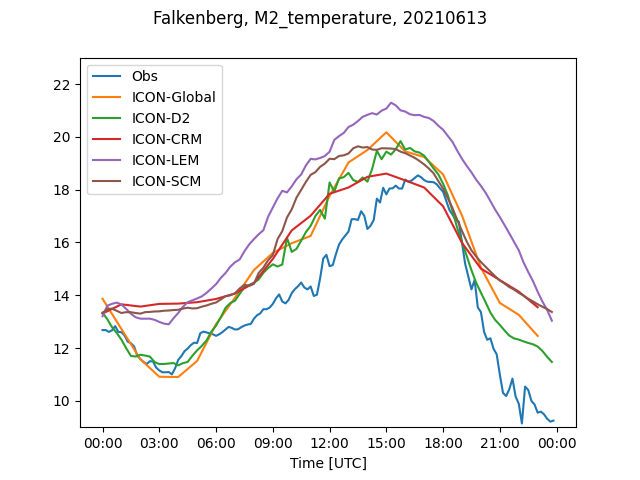 Falkenberg, M2_temperature, 20210613
Obs
ICON-Global
ICON-D2
ICON-CRM
ICON-LEM
ICON-SCM
22
20
18
16
14
12
10
00:00 03:00 06:00 09:00 12:00 15:00 18:00 21:00 00:00
Time [UTC]